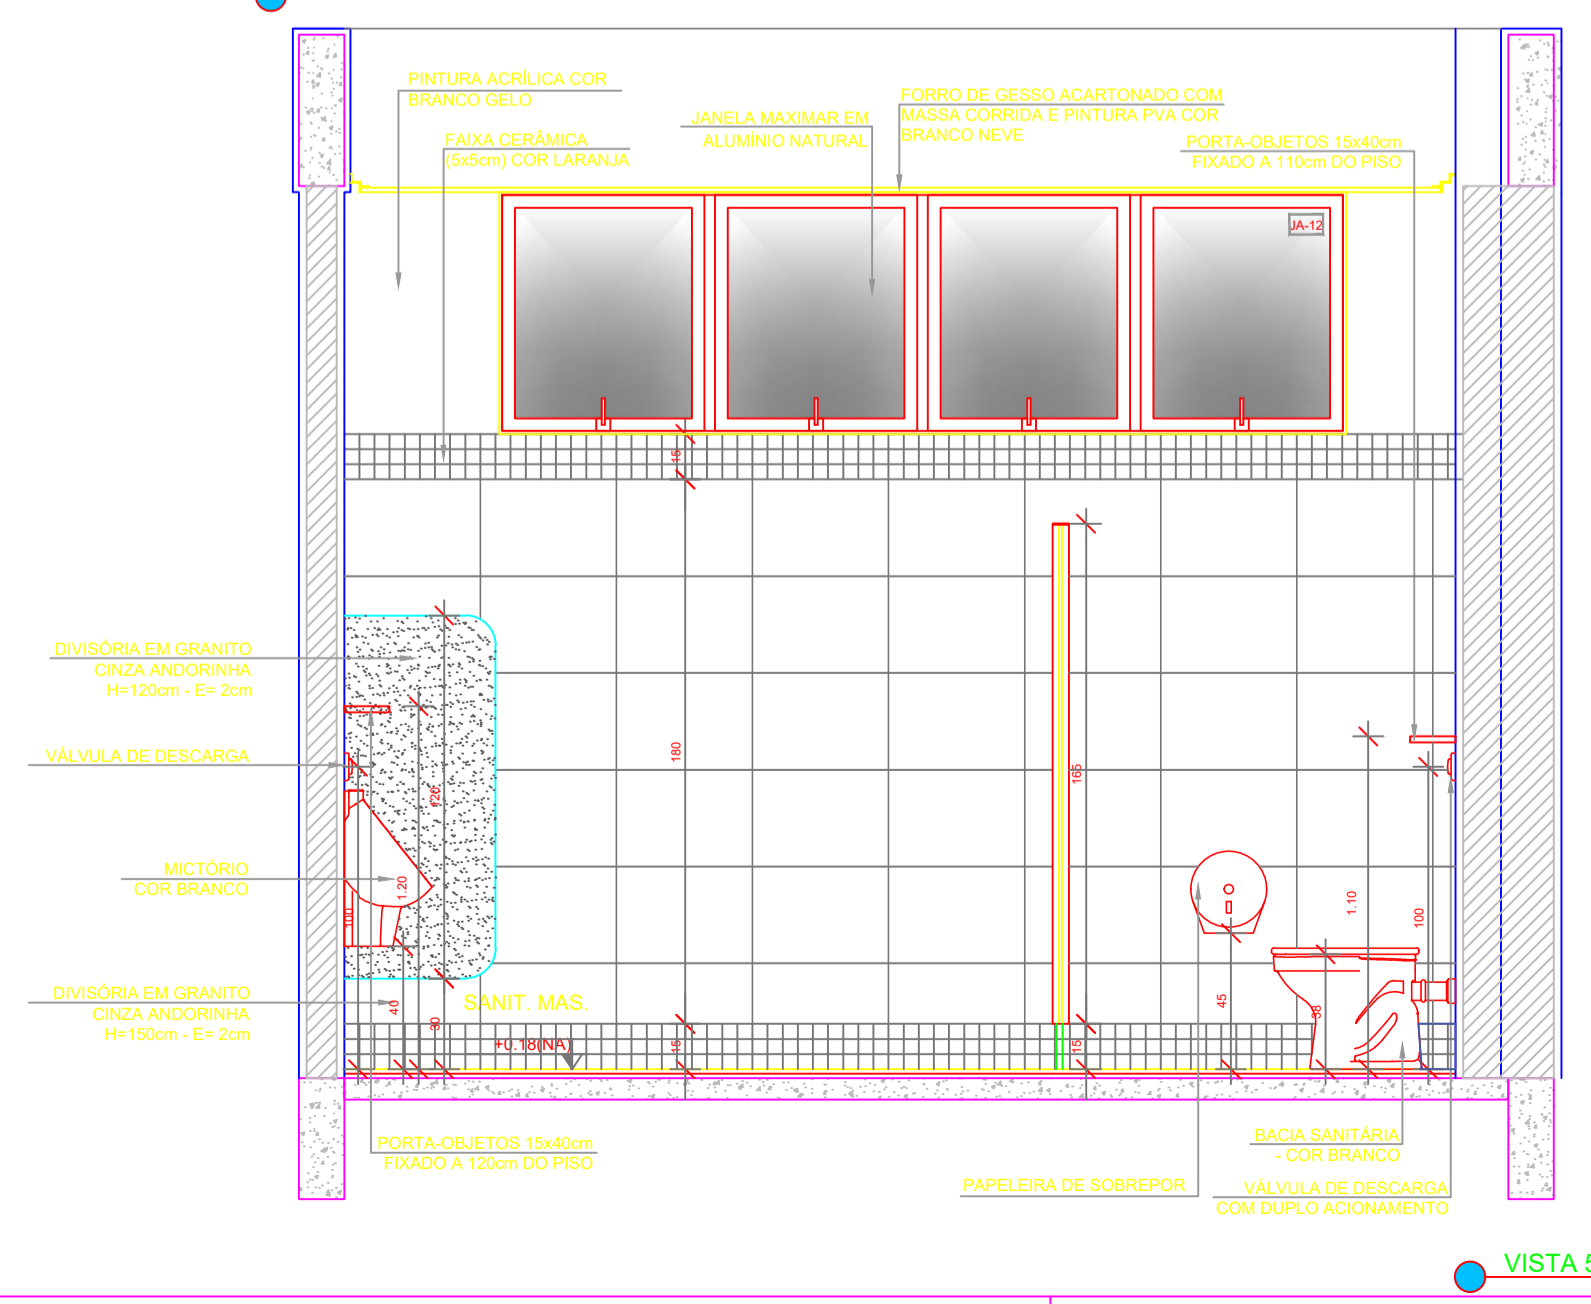 PINTURA ACRÍLICA COR
BRANCO GELO
FAIXA CERÂMICA
(5x5cm) COR LARANJA
JANELA MAXIMAR EM
ALUMÍNIO NATURAL
FORRO DE GESSO ACARTONADO COM
MASSA CORRIDA E PINTURA PVA COR
BRANCO NEVE
PORTA-OBJETOS 15x40cm
FIXADO A 110cm DO PISO
JA-12
15
DIVISÓRIA EM GRANITO
CINZA ANDORINHA
H=120cm - E= 2cm
VÁLVULA DE DESCARGA
180
165
120
MICTÓRIO
COR BRANCO
1.20
100
1.10
100
DIVISÓRIA EM GRANITO
CINZA ANDORINHA
H=150cm - E= 2cm
40
30
SANIT. MAS.
+0.18(NA)
15
15
45
38
PORTA-OBJETOS 15x40cm
FIXADO A 120cm DO PISO
BACIA SANITÁRIA
- COR BRANCO
PAPELEIRA DE SOBREPOR
VÁLVULA DE DESCARGA
COM DUPLO ACIONAMENTO
VISTA 5